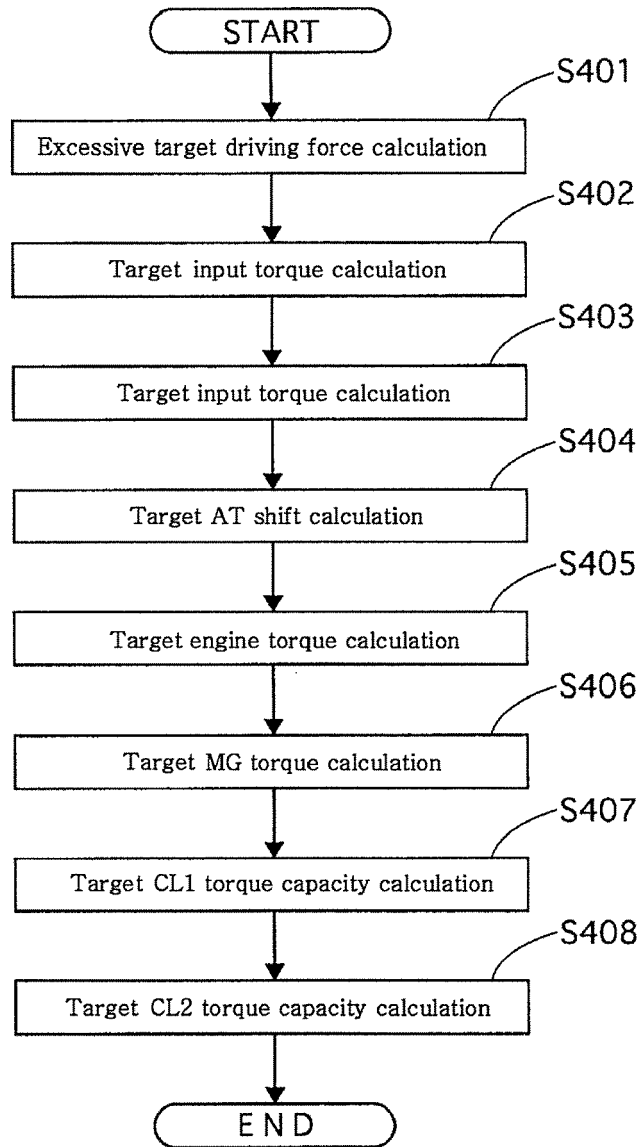 START
S401
Excessive target driving force calculation
S402
Target input torque calculation
S403
Target input torque calculation
S404
Target AT shift calculation
S405
Target engine torque calculation
S406
Target MG torque calculation
S407
Target CL1 torque capacity calculation
S408
Target CL2 torque capacity calculation
END